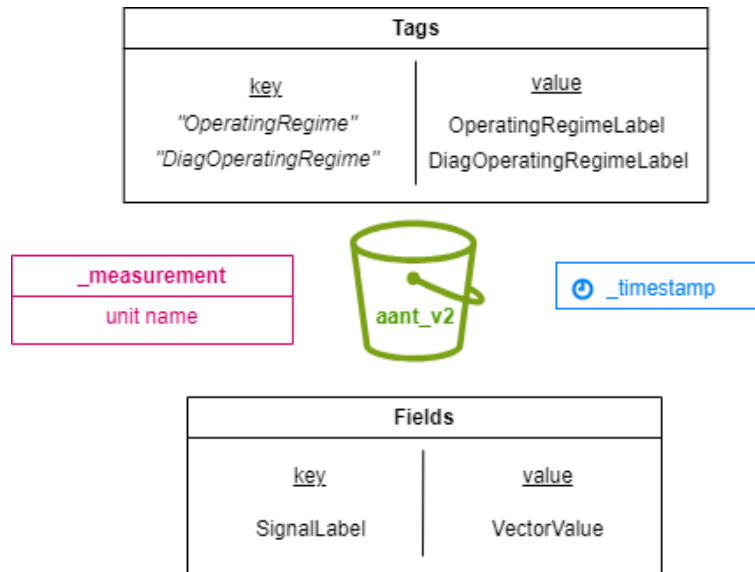 Tags
key value
"OperatingRegime" OperatingRegimeLabel
"DiagOperatingRegime" DiagOperatingRegimeLabel
_measurement
unit name
aant_v2
_timestamp
Fields
key value
SignalLabel VectorValue